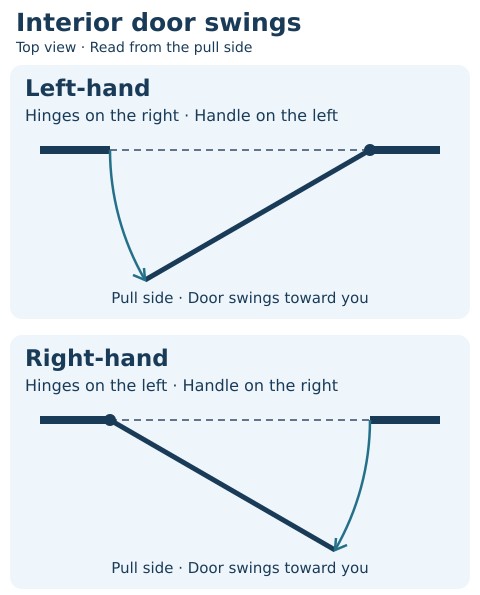 Interior door swings
Top view · Read from the pull side
Left-hand
Hinges on the right · Handle on the left
Pull side · Door swings toward you
Right-hand
Hinges on the left · Handle on the right
Pull side · Door swings toward you